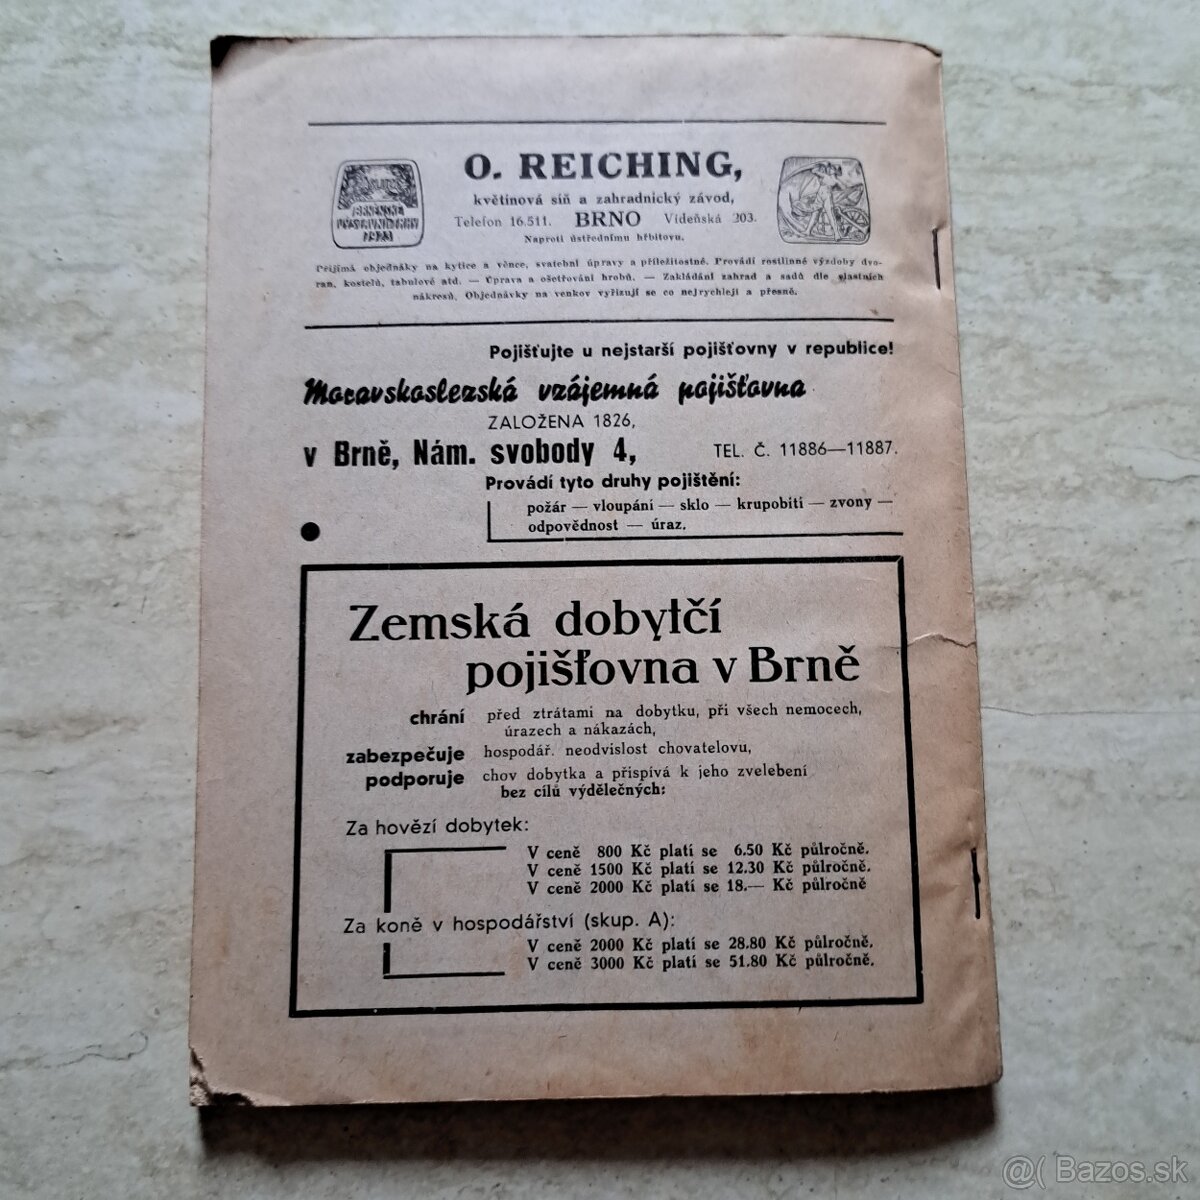 O. REICHING,
květinová síň a zahradnický závod,
Telefon 16.511. BRNO Vídeňská 203.
Naproti ústřednímu hřbitovu.
Přijímá objednávky na kytice a věnce, svatební úpravy a příležitostné. Provádí rostlinné výzdoby dvo-
ran, kostelů, tabulové atd. — Úprava a ošetřování hrobů. — Zakládání zahrad a sadů dle vlastních
nákresů. Objednávky na venkov vyřizují se co nejrychleji a přesně.
Pojišťujte u nejstarší pojišťovny v republice!
Moravskoslezská vzájemná pojišťovna
ZALOŽENA 1826,
v Brně, Nám. svobody 4, TEL. Č. 11886—11887.
Provádí tyto druhy pojištění:
požár — vloupání — sklo — krupobití — zvony —
odpovědnost — úraz.
Zemská dobytčí
pojišťovna v Brně
chrání před ztrátami na dobytku, při všech nemocech,
úrazech a nákazách,
zabezpečuje hospodář. neodvislost chovatelovu,
podporuje chov dobytka a přispívá k jeho zvelebení
bez cílů výdělečných:
Za hovězí dobytek:
V ceně 800 Kč platí se 6.50 Kč půlročně.
V ceně 1500 Kč platí se 12.30 Kč půlročně.
V ceně 2000 Kč platí se 18.— Kč půlročně
Za koně v hospodářství (skup. A):
V ceně 2000 Kč platí se 28.80 Kč půlročně.
V ceně 3000 Kč platí se 51.80 Kč půlročně.
@( Bazos.sk